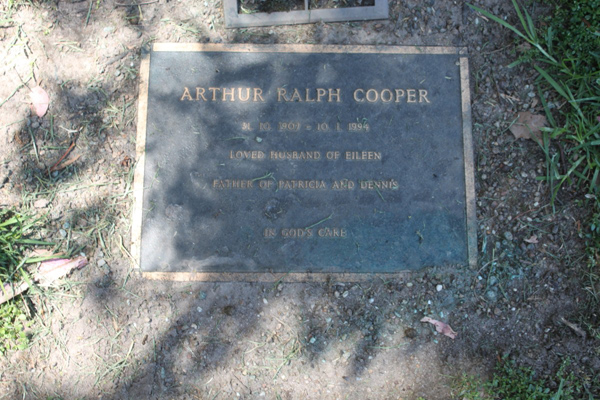 ARTHUR RALPH COOPER
10. 1. 1994
LOVED HUSBAND OF EILEEN
FATHER OF PATRICIA AND DENNIS
IN GOD'S CARE